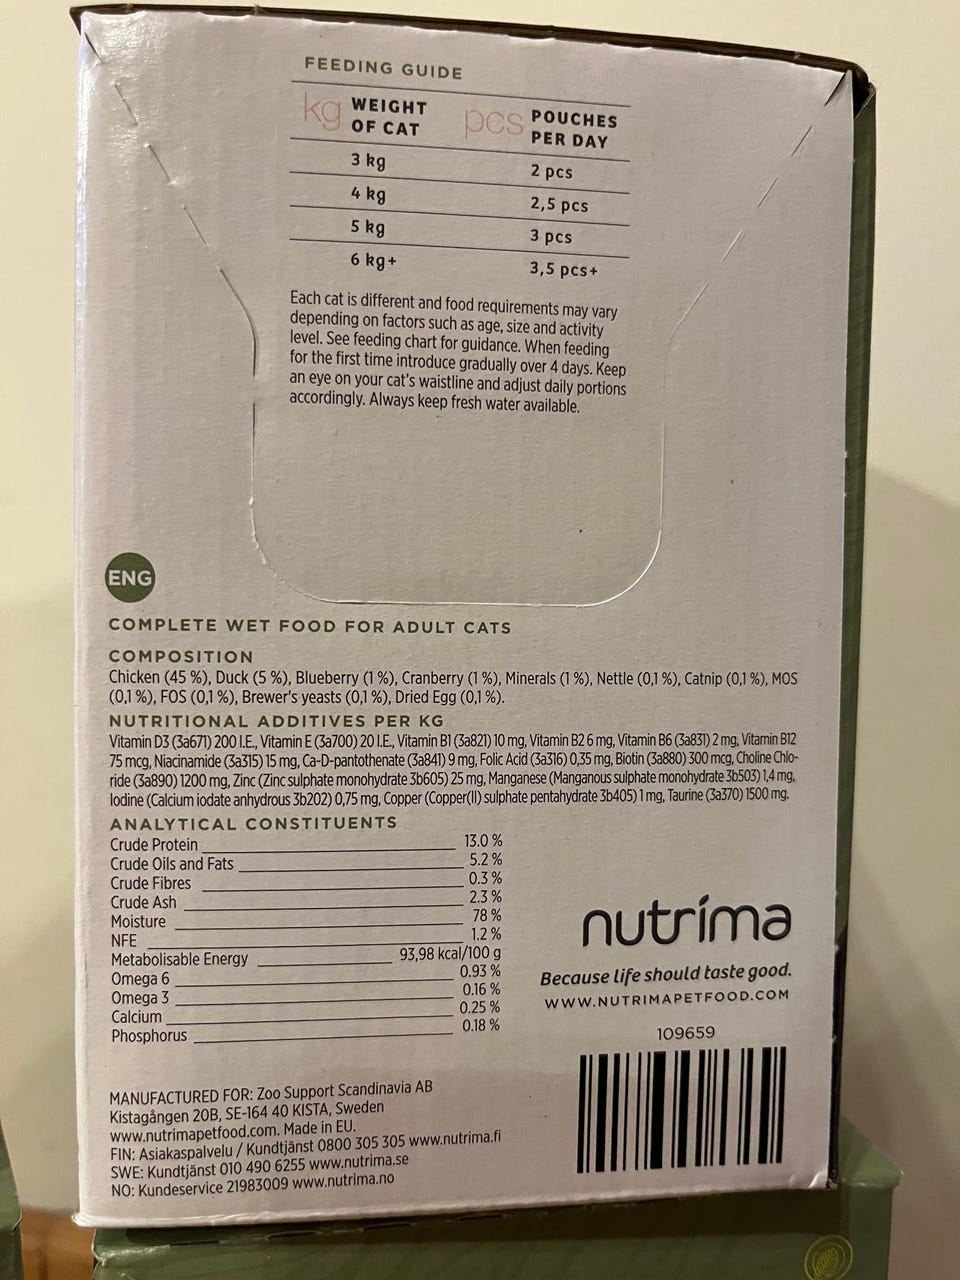 FEEDING GUIDE
kg WEIGHT OF CAT pcs POUCHES PER DAY
3 kg 2 pcs
4 kg 2,5 pcs
5 kg 3 pcs
6 kg+ 3,5 pcs+
Each cat is different and food requirements may vary
depending on factors such as age, size and activity
level. See feeding chart for guidance. When feeding
for the first time introduce gradually over 4 days. Keep
an eye on your cat's waistline and adjust daily portions
accordingly. Always keep fresh water available.
ENG
COMPLETE WET FOOD FOR ADULT CATS
COMPOSITION
Chicken (45 %), Duck (5 %), Blueberry (1 %), Cranberry (1 %), Minerals (1 %), Nettle (0,1 %), Catnip (0,1 %), MOS
(0,1 %), FOS (0,1 %), Brewer's yeasts (0,1 %), Dried Egg (0,1 %).
NUTRITIONAL ADDITIVES PER KG
Vitamin D3 (3a671) 200 I.E., Vitamin E (3a700) 20 I.E., Vitamin B1 (3a821) 10 mg, Vitamin B2 6 mg, Vitamin B6 (3a831) 2 mg, Vitamin B12
75 mcg, Niacinamide (3a315) 15 mg, Ca-D-pantothenate (3a841) 9 mg, Folic Acid (3a316) 0,35 mg, Biotin (3a880) 300 mcg, Choline Chlo-
ride (3a890) 1200 mg, Zinc (Zinc sulphate monohydrate 3b605) 25 mg, Manganese (Manganous sulphate monohydrate 3b503) 1,4 mg,
Iodine (Calcium iodate anhydrous 3b202) 0,75 mg, Copper (Copper(II) sulphate pentahydrate 3b405) 1 mg, Taurine (3a370) 1500 mg.
ANALYTICAL CONSTITUENTS
Crude Protein 13.0 %
Crude Oils and Fats 5.2 %
Crude Fibres 0.3 %
Crude Ash 2.3 %
Moisture 78 %
NFE 1.2 %
Metabolisable Energy 93,98 kcal/100 g
Omega 6 0.93 %
Omega 3 0.16 %
Calcium 0.25 %
Phosphorus 0.18 %
nutríma
Because life should taste good.
WWW.NUTRIMAPETFOOD.COM
109659
MANUFACTURED FOR: Zoo Support Scandinavia AB
Kistagången 20B, SE-164 40 KISTA, Sweden
www.nutrimapetfood.com. Made in EU.
FIN: Asiakaspalvelu / Kundtjänst 0800 305 305 www.nutrima.fi
SWE: Kundtjänst 010 490 6255 www.nutrima.se
NO: Kundeservice 21983009 www.nutrima.no